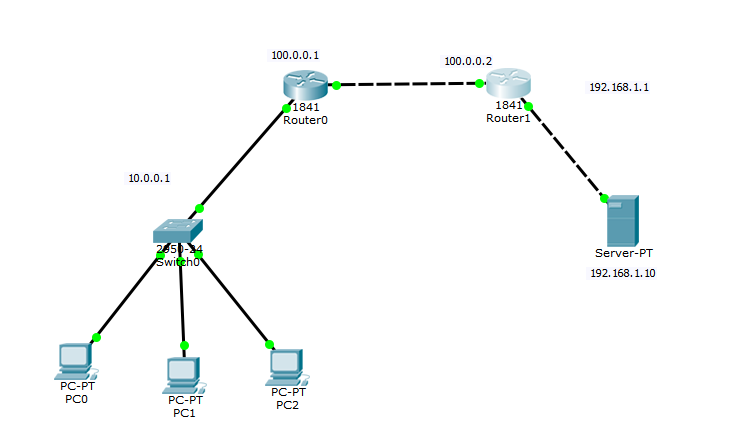 100.0.0.1
1841
Router0
100.0.0.2
1841
Router1
192.168.1.1
10.0.0.1
2950-24
Switch0
Server-PT
192.168.1.10
PC-PT
PC0
PC-PT
PC1
PC-PT
PC2